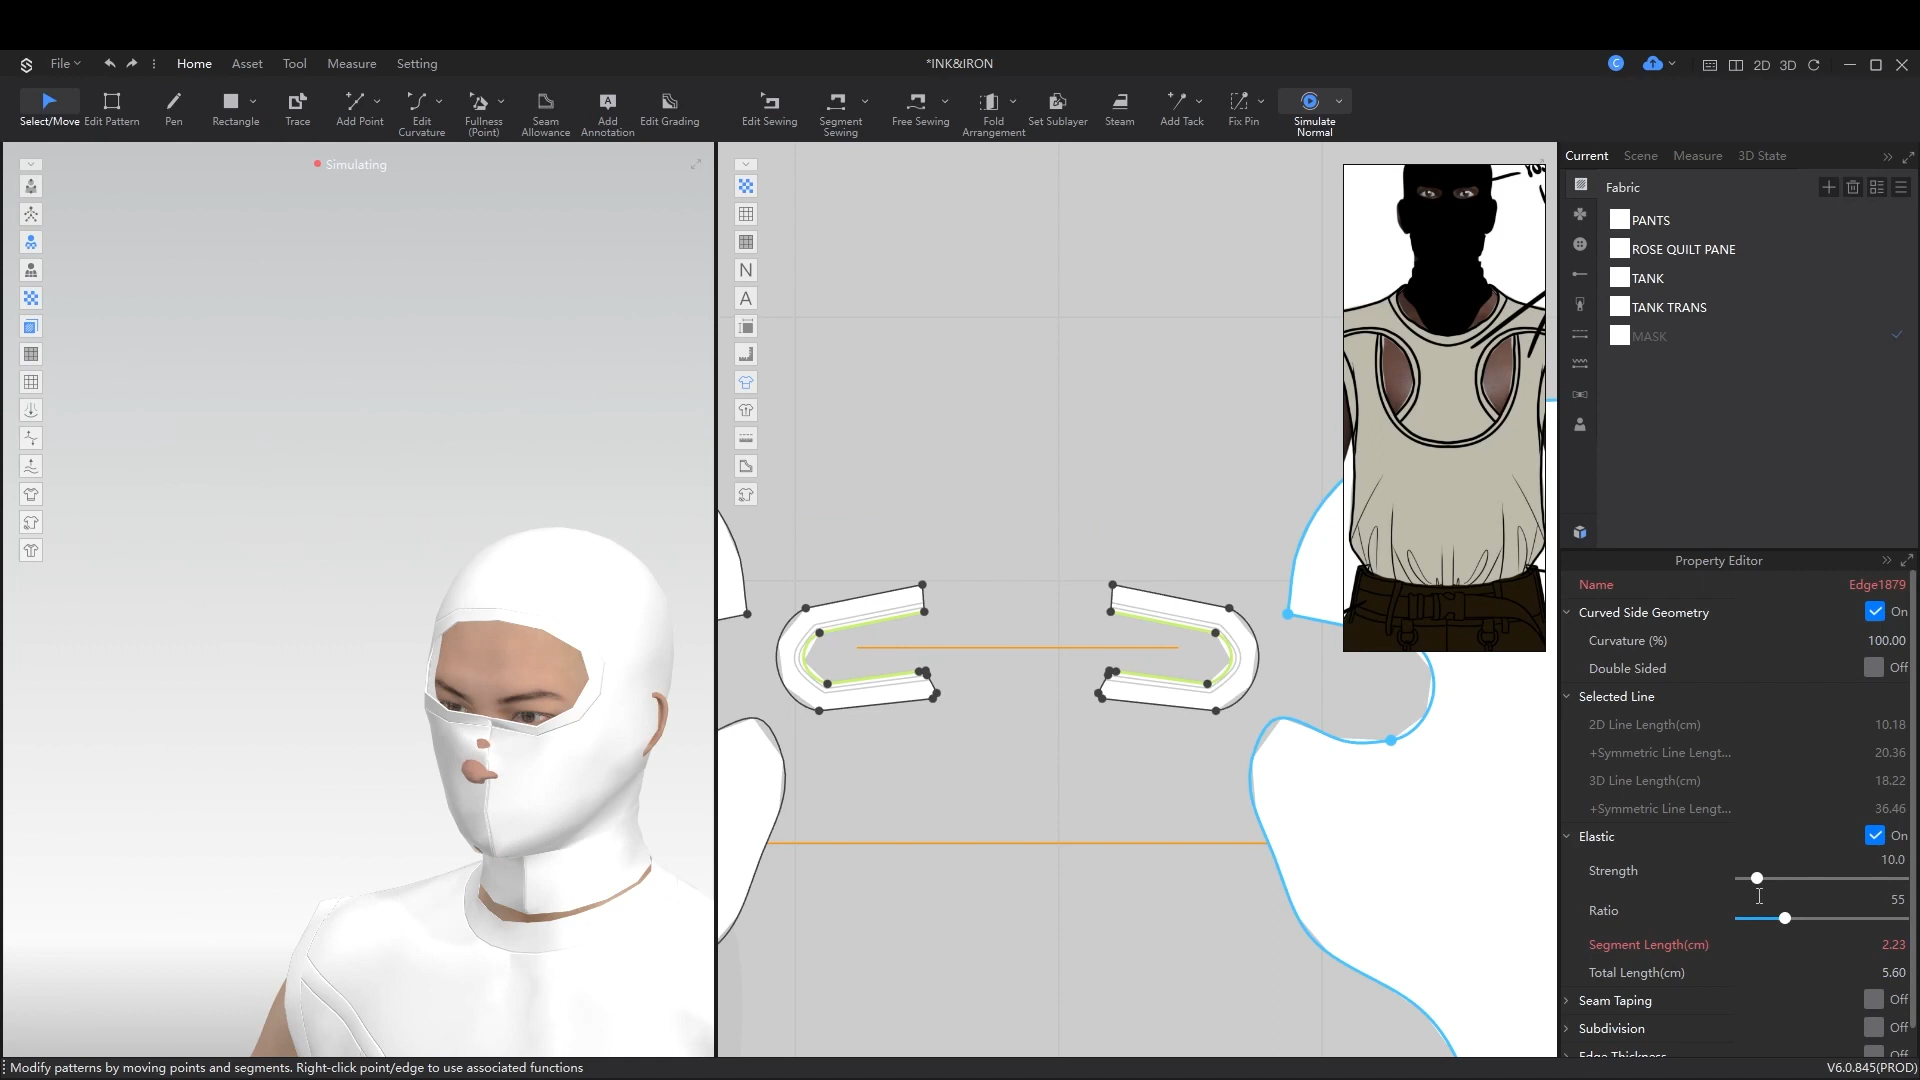 File
Home
Asset
Tool
Measure
Setting
*INK&IRON
C
2D
3D
Select/Move
Edit Pattern
Pen
Rectangle
Trace
Add Point
Edit Curvature
Fullness (Point)
Seam Allowance
Add Annotation
Edit Grading
Edit Sewing
Segment Sewing
Free Sewing
Fold Arrangement
Set Sublayer
Steam
Add Tack
Fix Pin
Simulate Normal
Simulating
N
A
Current
Scene
Measure
3D State
Fabric
PANTS
ROSE QUILT PANE
TANK
TANK TRANS
MASK
Property Editor
Name Edge1879
Curved Side Geometry On
Curvature (%) 100.00
Double Sided Off
Selected Line
2D Line Length(cm) 10.18
+Symmetric Line Lengt... 20.36
3D Line Length(cm) 18.22
+Symmetric Line Lengt... 36.46
Elastic On
Strength 10.0
Ratio 55
Segment Length(cm) 2.23
Total Length(cm) 5.60
Seam Taping Off
Subdivision Off
Edge Thickness Off
Modify patterns by moving points and segments. Right-click point/edge to use associated functions
V6.0.845(PROD)